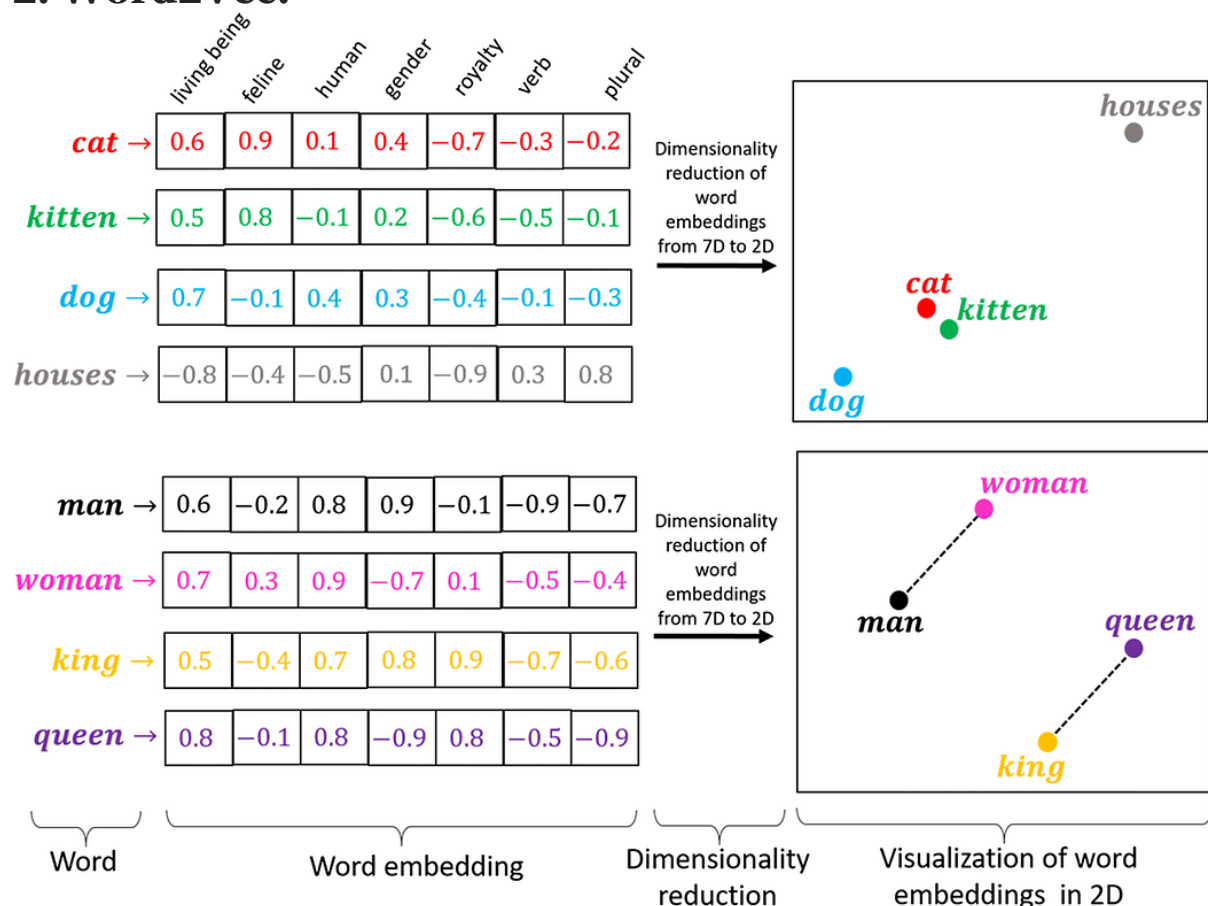 2. Word2Vec:
living being feline human gender royalty verb plural
cat → 0.6 0.9 0.1 0.4 −0.7 −0.3 −0.2
kitten → 0.5 0.8 −0.1 0.2 −0.6 −0.5 −0.1
dog → 0.7 −0.1 0.4 0.3 −0.4 −0.1 −0.3
houses → −0.8 −0.4 −0.5 0.1 −0.9 0.3 0.8
Dimensionality
reduction of
word
embeddings
from 7D to 2D
houses
cat
kitten
dog
man → 0.6 −0.2 0.8 0.9 −0.1 −0.9 −0.7
woman → 0.7 0.3 0.9 −0.7 0.1 −0.5 −0.4
king → 0.5 −0.4 0.7 0.8 0.9 −0.7 −0.6
queen → 0.8 −0.1 0.8 −0.9 0.8 −0.5 −0.9
Dimensionality
reduction of
word
embeddings
from 7D to 2D
woman
man
queen
king
Word
Word embedding
Dimensionality
reduction
Visualization of word
embeddings in 2D